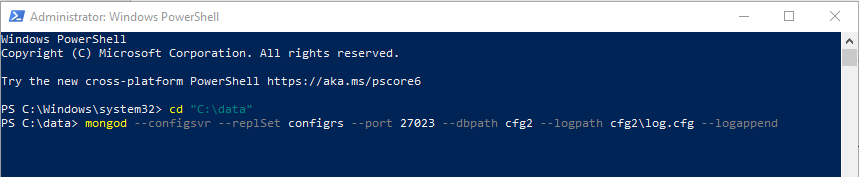 Administrator: Windows PowerShell
Windows PowerShell
Copyright (C) Microsoft Corporation. All rights reserved.
Try the new cross-platform PowerShell https://aka.ms/pscore6
PS C:\Windows\system32> cd "C:\data"
PS C:\data> mongod --configsvr --replSet configrs --port 27023 --dbpath cfg2 --logpath cfg2\log.cfg --logappend